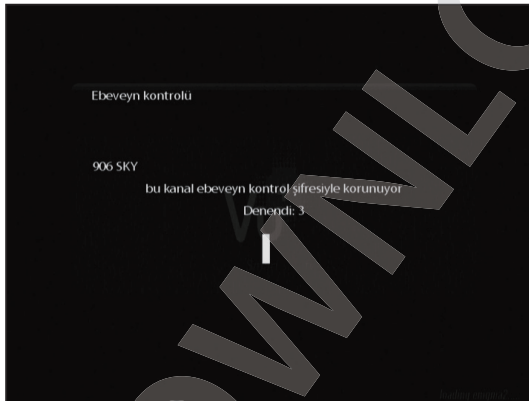 Ebeveyn kontrolü
906 SKY
bu kanal ebeveyn kontrol şifresiyle korunuyor
Denendi: 3